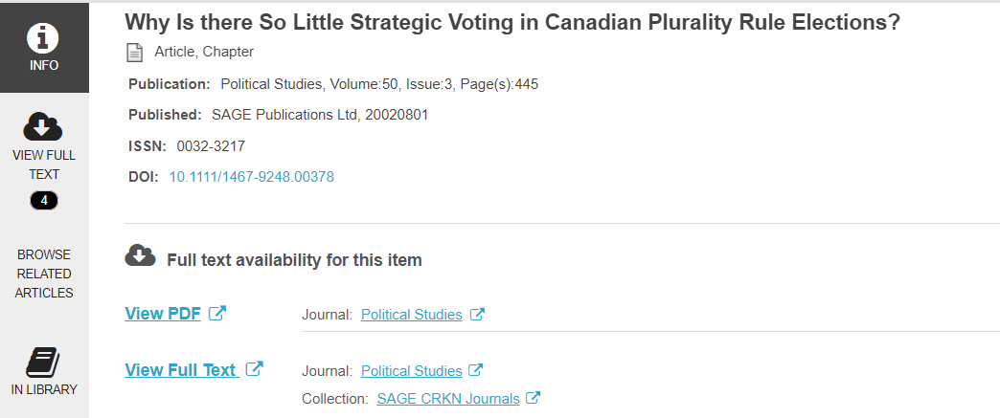 Why Is there So Little Strategic Voting in Canadian Plurality Rule Elections?
Article, Chapter
Publication: Political Studies, Volume:50, Issue:3, Page(s):445
Published: SAGE Publications Ltd, 20020801
ISSN: 0032-3217
DOI: 10.1111/1467-9248.00378
INFO
VIEW FULL
TEXT
4
BROWSE
RELATED
ARTICLES
IN LIBRARY
Full text availability for this item
View PDF Journal: Political Studies
View Full Text Journal: Political Studies
Collection: SAGE CRKN Journals